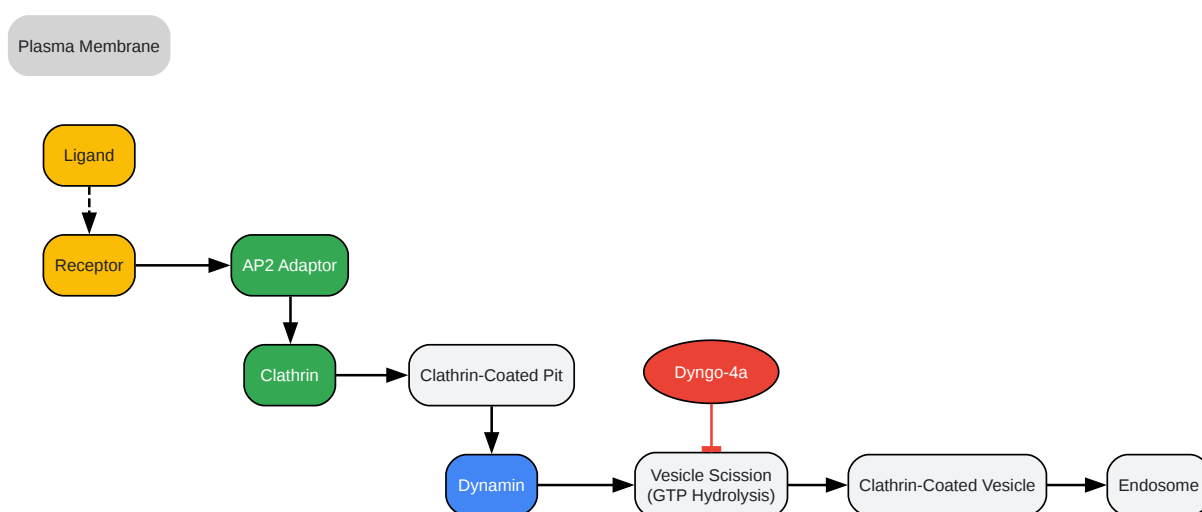 Plasma Membrane
Ligand
Receptor
AP2 Adaptor
Clathrin
Clathrin-Coated Pit
Dyngo-4a
Dynamin
Vesicle Scission
(GTP Hydrolysis)
Clathrin-Coated Vesicle
Endosome